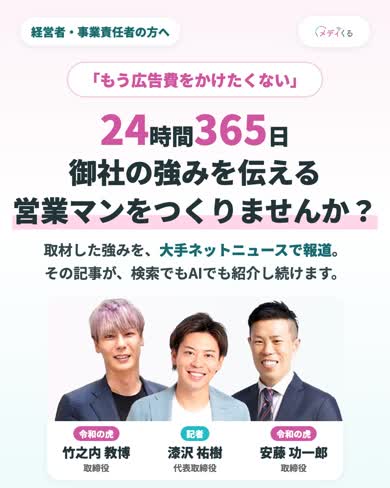 経営者・事業責任者の方へ
メディくる
「もう広告費をかけたくない」
24時間365日
御社の強みを伝える
営業マンをつくりませんか?
取材した強みを、大手ネットニュースで報道。
その記事が、検索でもAIでも紹介し続けます。
令和の虎
竹之内 教博
取締役
記者
漆沢 祐樹
代表取締役
令和の虎
安藤 功一郎
取締役